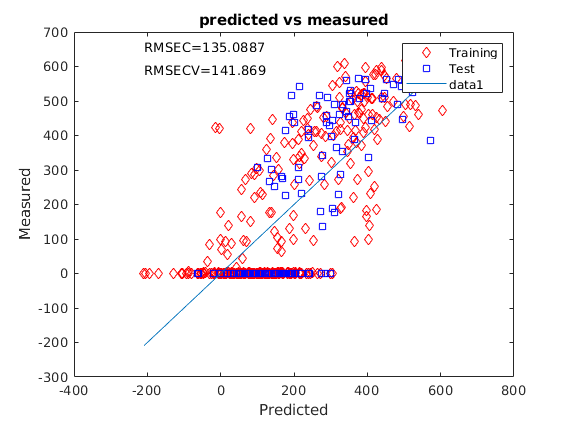 predicted vs measured
RMSEC=135.0887
RMSECV=141.869
Training
Test
data1
700
600
500
400
300
200
100
0
-100
-200
-300
Measured
-400
-200
0
200
400
600
800
Predicted